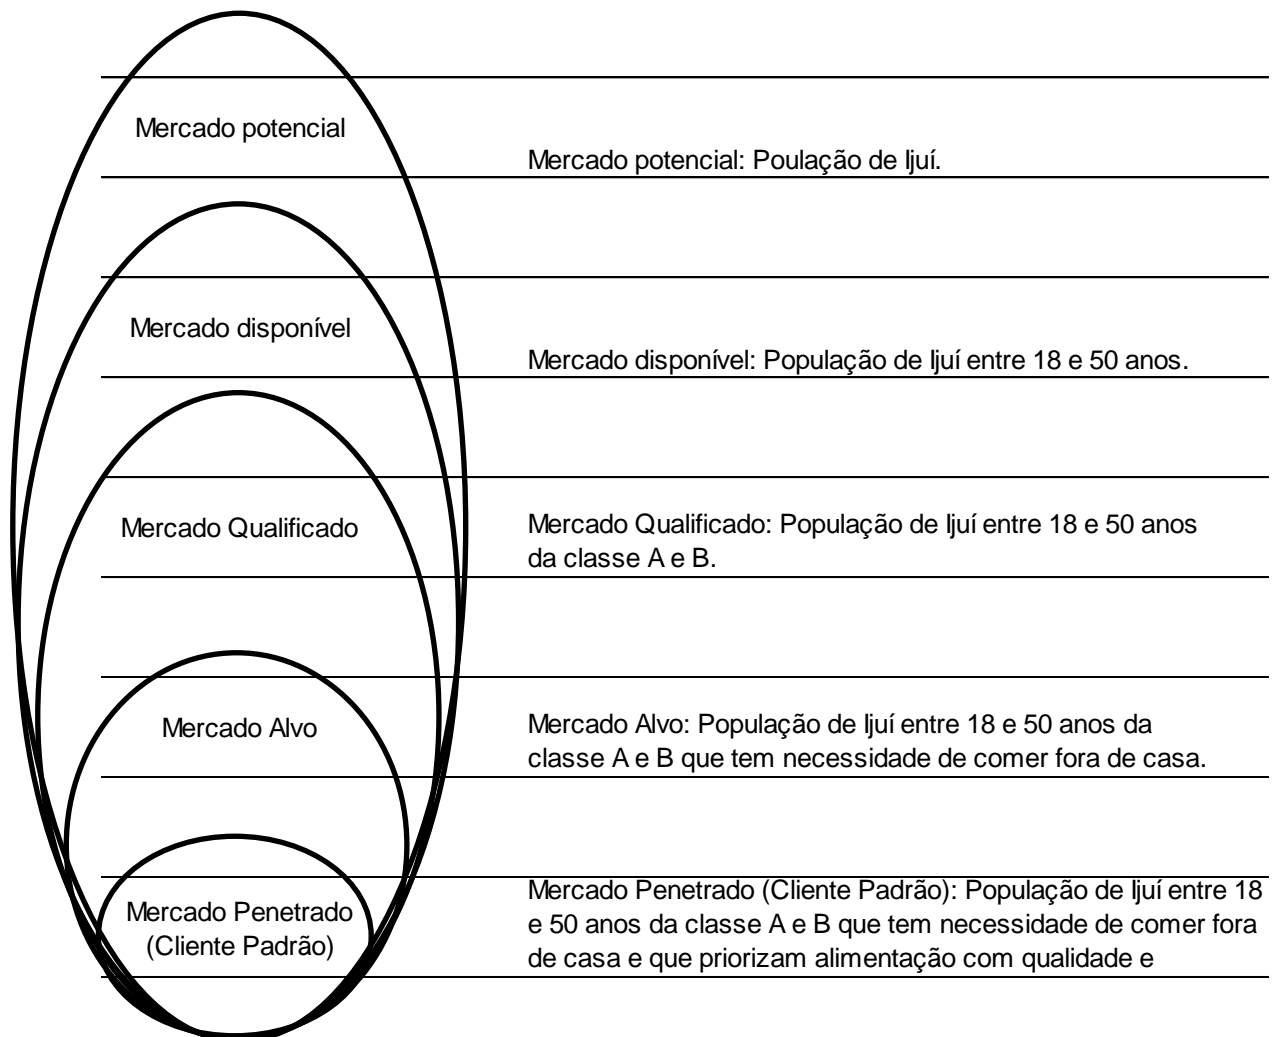 Mercado potencial
Mercado potencial: Poulação de Ijuí.
Mercado disponível
Mercado disponível: População de Ijuí entre 18 e 50 anos.
Mercado Qualificado
Mercado Qualificado: População de Ijuí entre 18 e 50 anos
da classe A e B.
Mercado Alvo
Mercado Alvo: População de Ijuí entre 18 e 50 anos da
classe A e B que tem necessidade de comer fora de casa.
Mercado Penetrado
(Cliente Padrão)
Mercado Penetrado (Cliente Padrão): População de Ijuí entre 18
e 50 anos da classe A e B que tem necessidade de comer fora
de casa e que priorizam alimentação com qualidade e